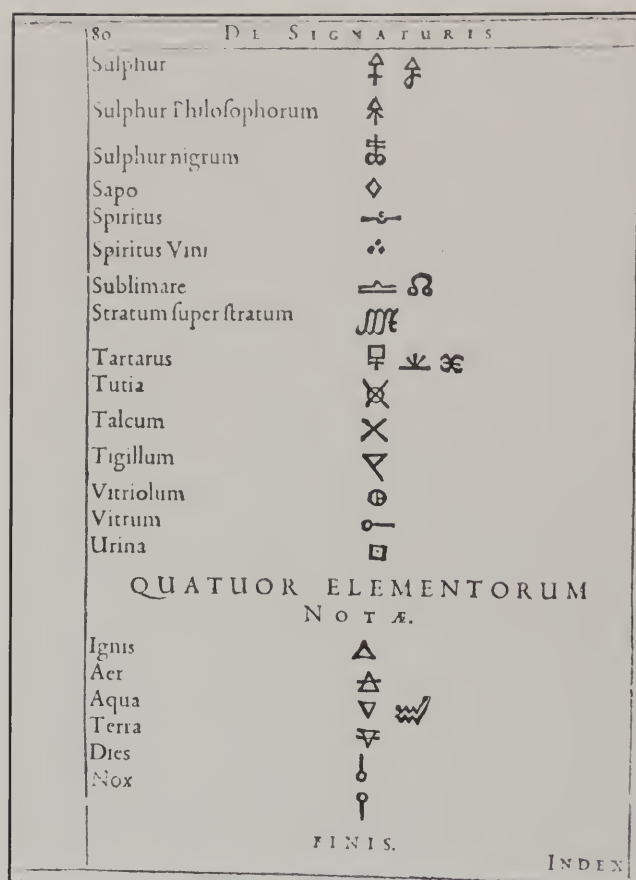 80 DE SIGNATURIS
Sulphur
Sulphur Philoſophorum
Sulphur nigrum
Sapo
Spiritus
Spiritus Vini
Sublimare
Stratum ſuper ſtratum
Tartarus
Tutia
Talcum
Tigillum
Vitriolum
Vitrum
Urina
QUATUOR ELEMENTORUM
NOTÆ.
Ignis
Aer
Aqua
Terra
Dies
Nox
FINIS.
INDEX